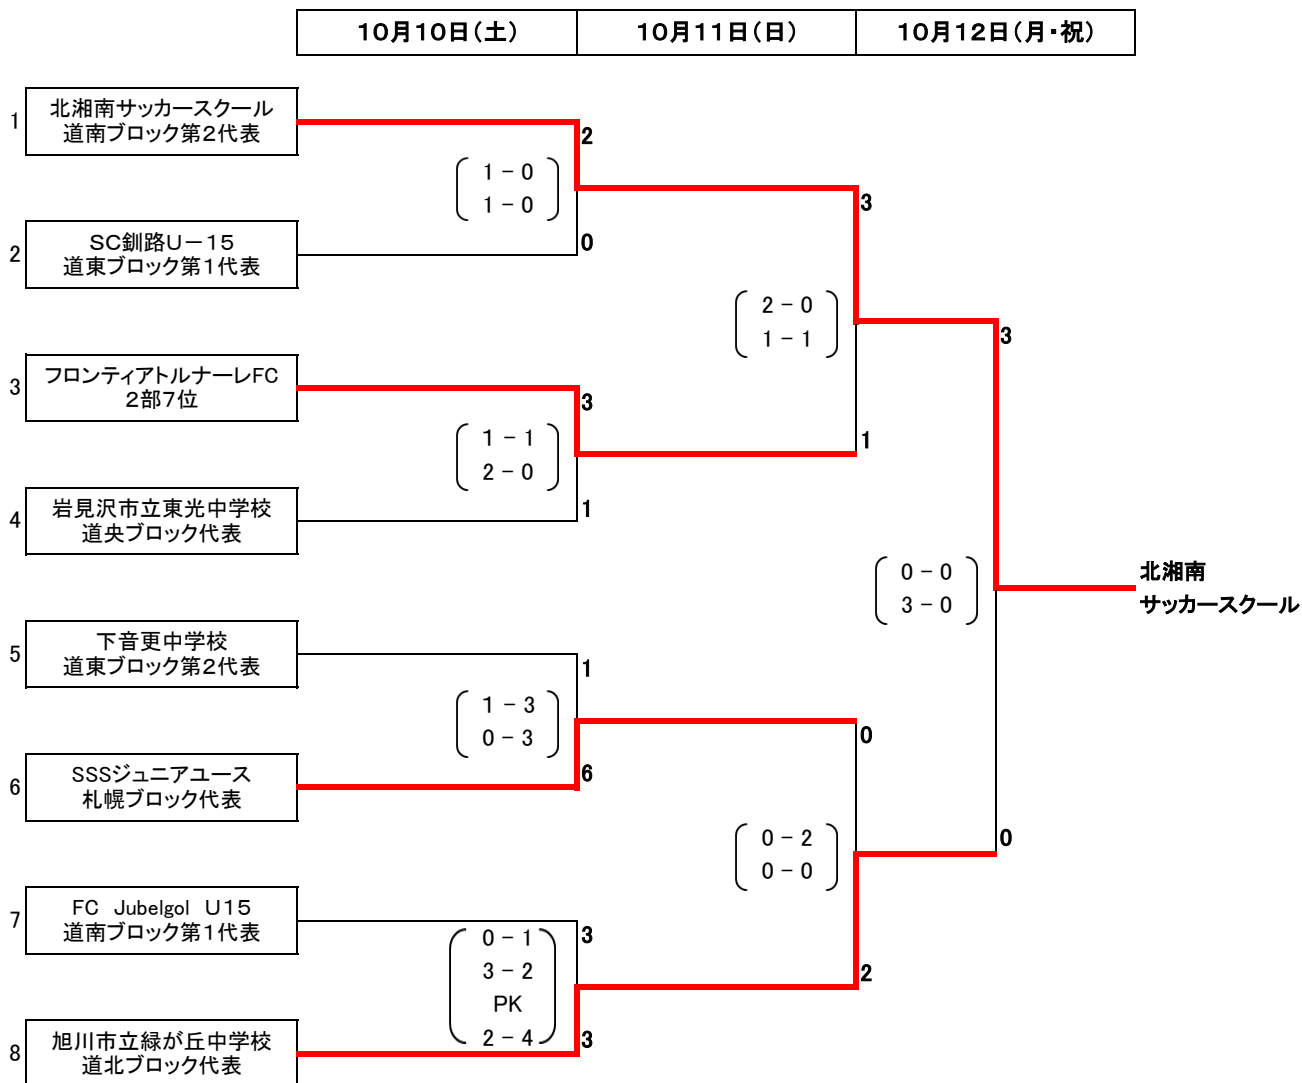 10月10日(土)
10月11日(日)
10月12日(月・祝)
1
北湘南サッカースクール
道南ブロック第2代表
2
1 − 0
1 − 0
3
2
SC釧路U−15
道東ブロック第1代表
0
2 − 0
1 − 1
3
3
フロンティアトルナーレFC
2部7位
3
1 − 1
2 − 0
1
4
岩見沢市立東光中学校
道央ブロック代表
1
0 − 0
3 − 0
北湘南
サッカースクール
5
下音更中学校
道東ブロック第2代表
1
1 − 3
0 − 3
0
6
SSSジュニアユース
札幌ブロック代表
6
0 − 2
0 − 0
0
7
FC Jubelgol U15
道南ブロック第1代表
3
0 − 1
3 − 2
PK
2 − 4
2
8
旭川市立緑が丘中学校
道北ブロック代表
3